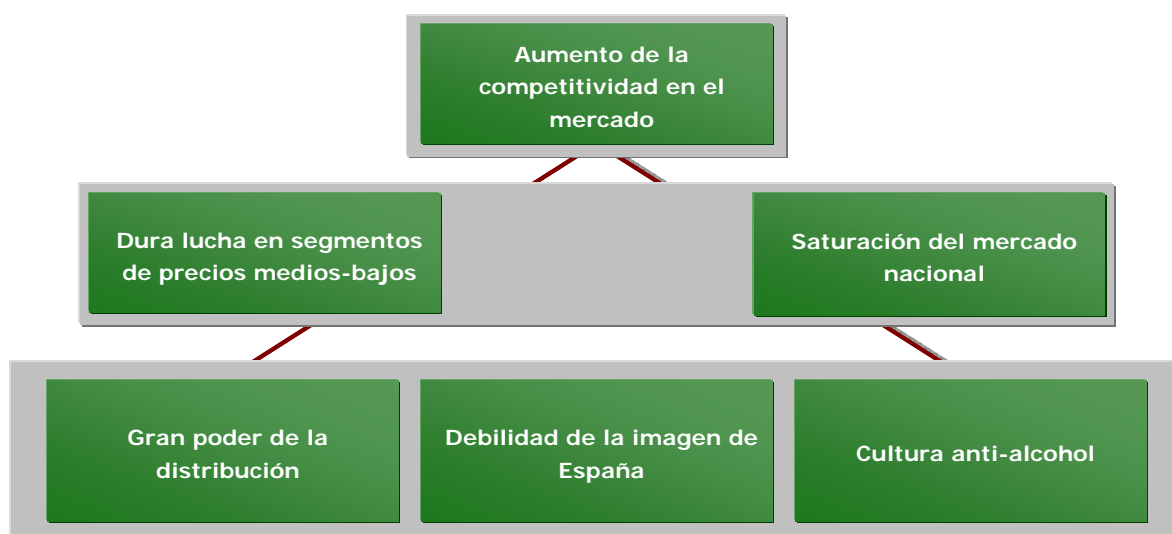 Aumento de la
competitividad en el
mercado
Dura lucha en segmentos
de precios medios-bajos
Saturación del mercado
nacional
Gran poder de la
distribución
Debilidad de la imagen de
España
Cultura anti-alcohol